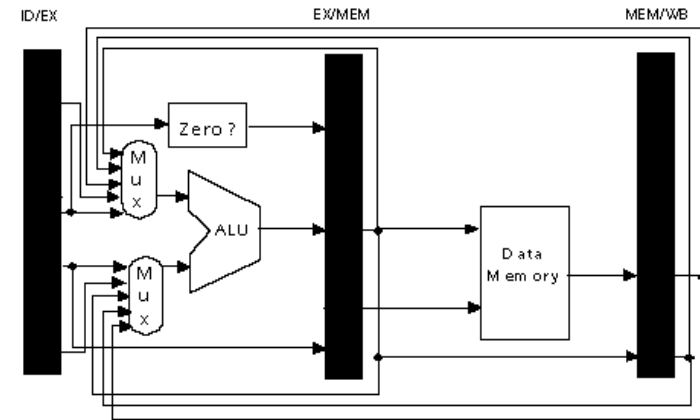 ID/EX
EX/MEM
MEM/WB
Zero ?
M
u
x
ALU
Data
Memory
M
u
x